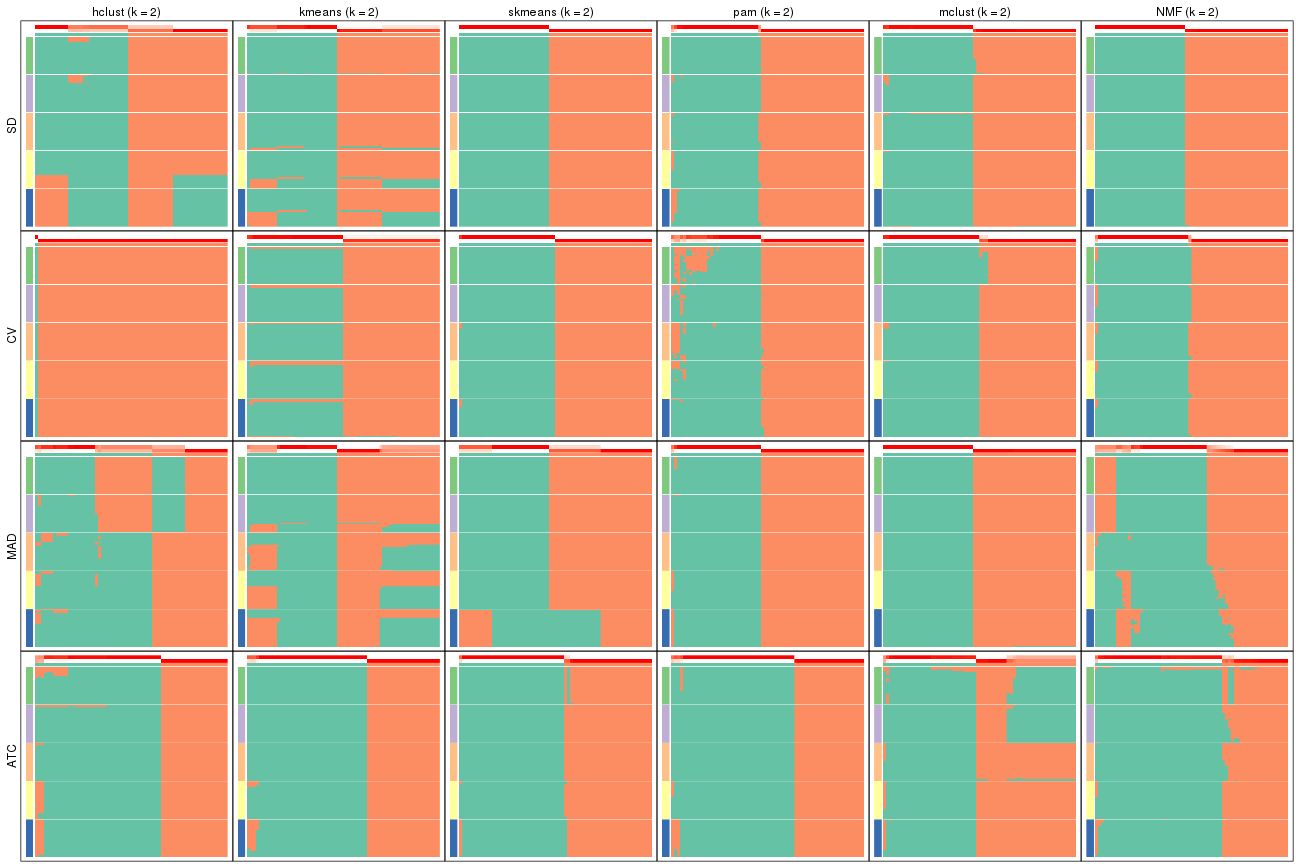 hclust (k = 2)
kmeans (k = 2)
skmeans (k = 2)
pam (k = 2)
mclust (k = 2)
NMF (k = 2)
SD
CV
MAD
ATC